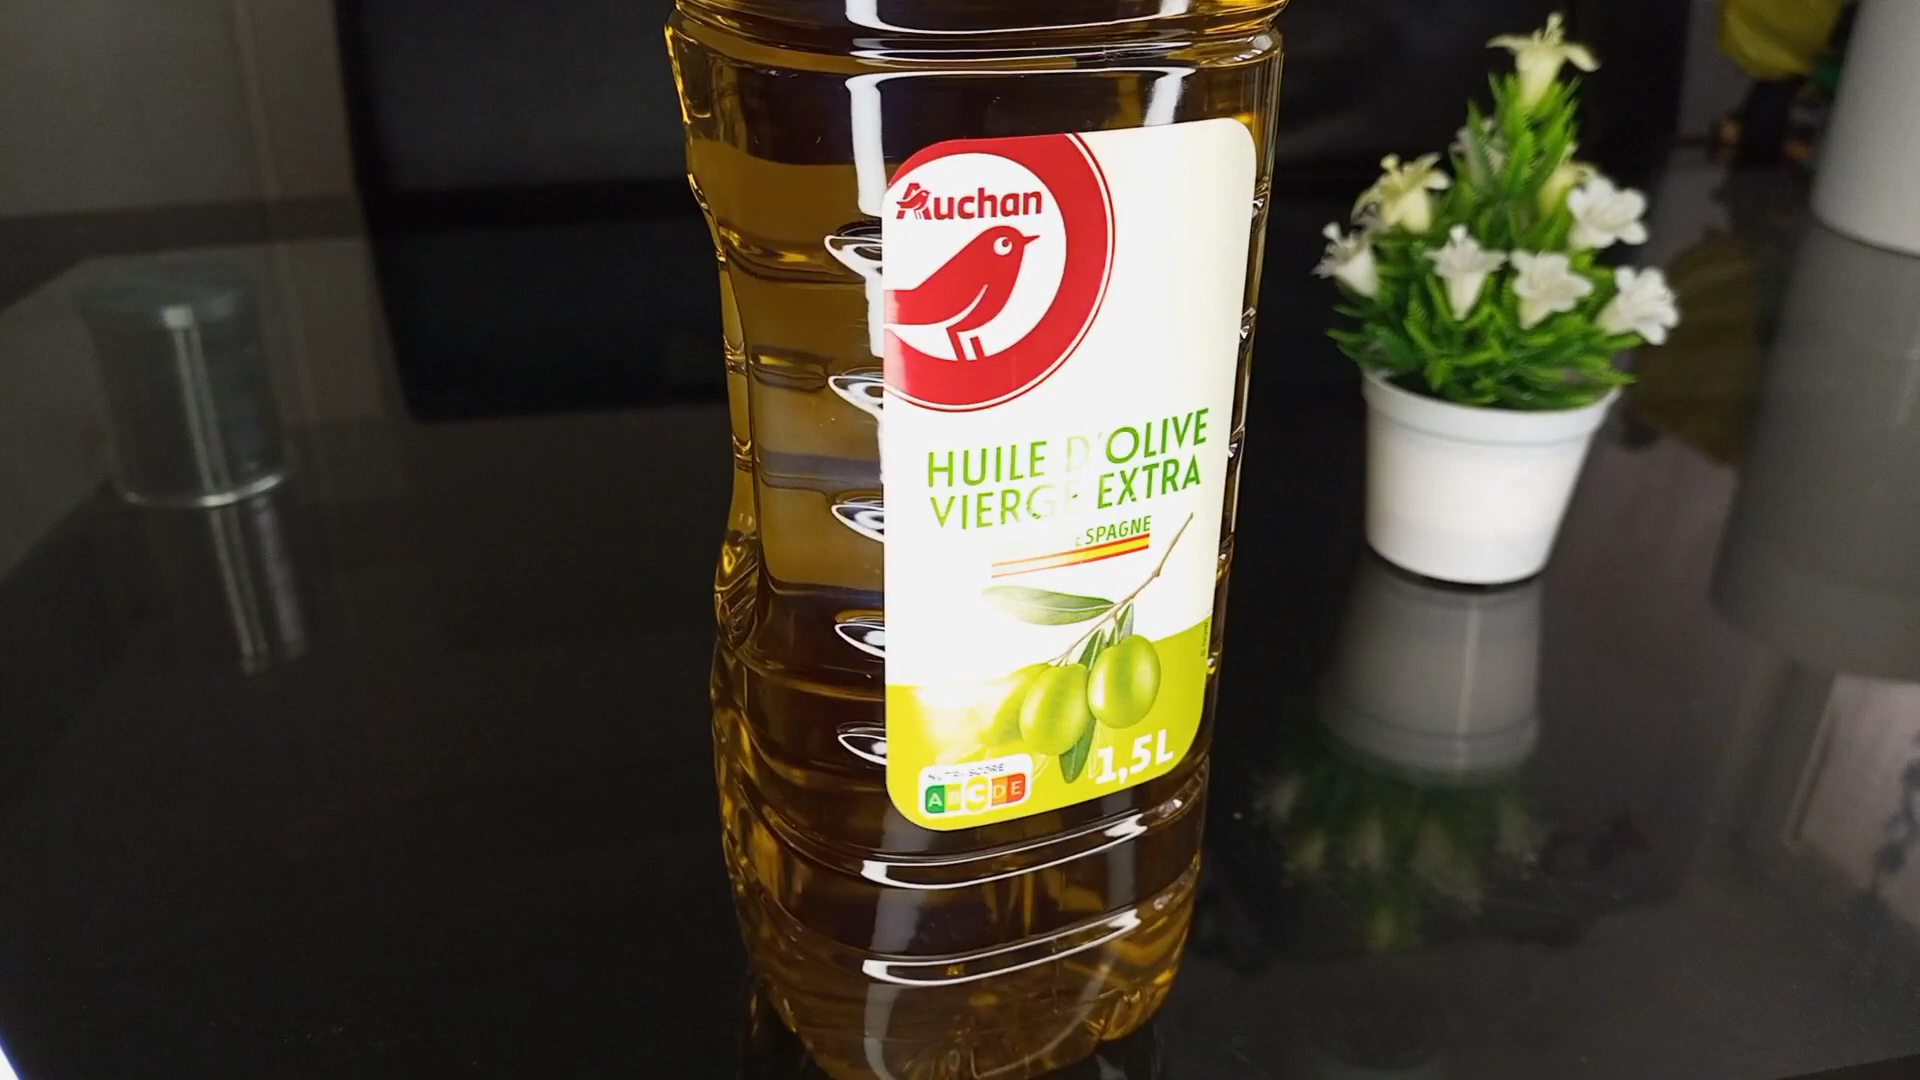 Auchan
HUILE D'OLIVE
VIERGE EXTRA
ESPAGNE
NUTRI-SCORE
A B C D E
1,5L